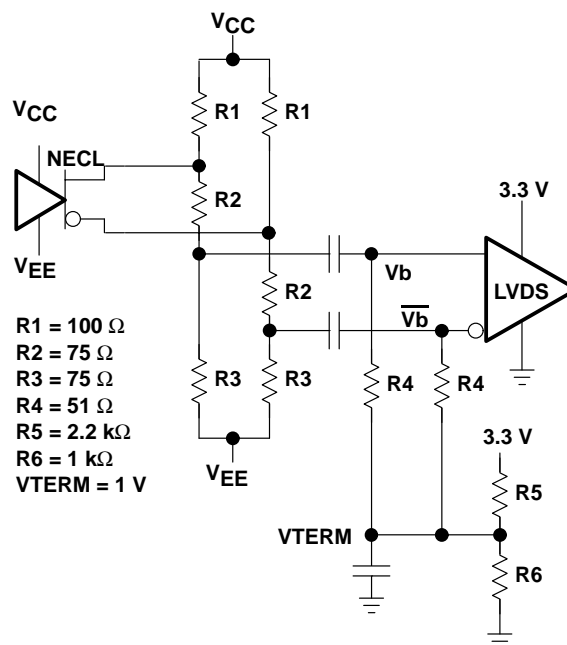 VCC
R1
R1
VCC
NECL
R2
3.3 V
VEE
Vb
LVDS
R2
Vb
R1 = 100 Ω
R2 = 75 Ω
R3 = 75 Ω
R4 = 51 Ω
R5 = 2.2 kΩ
R6 = 1 kΩ
VTERM = 1 V
R3
R3
R4
R4
VEE
3.3 V
R5
VTERM
R6